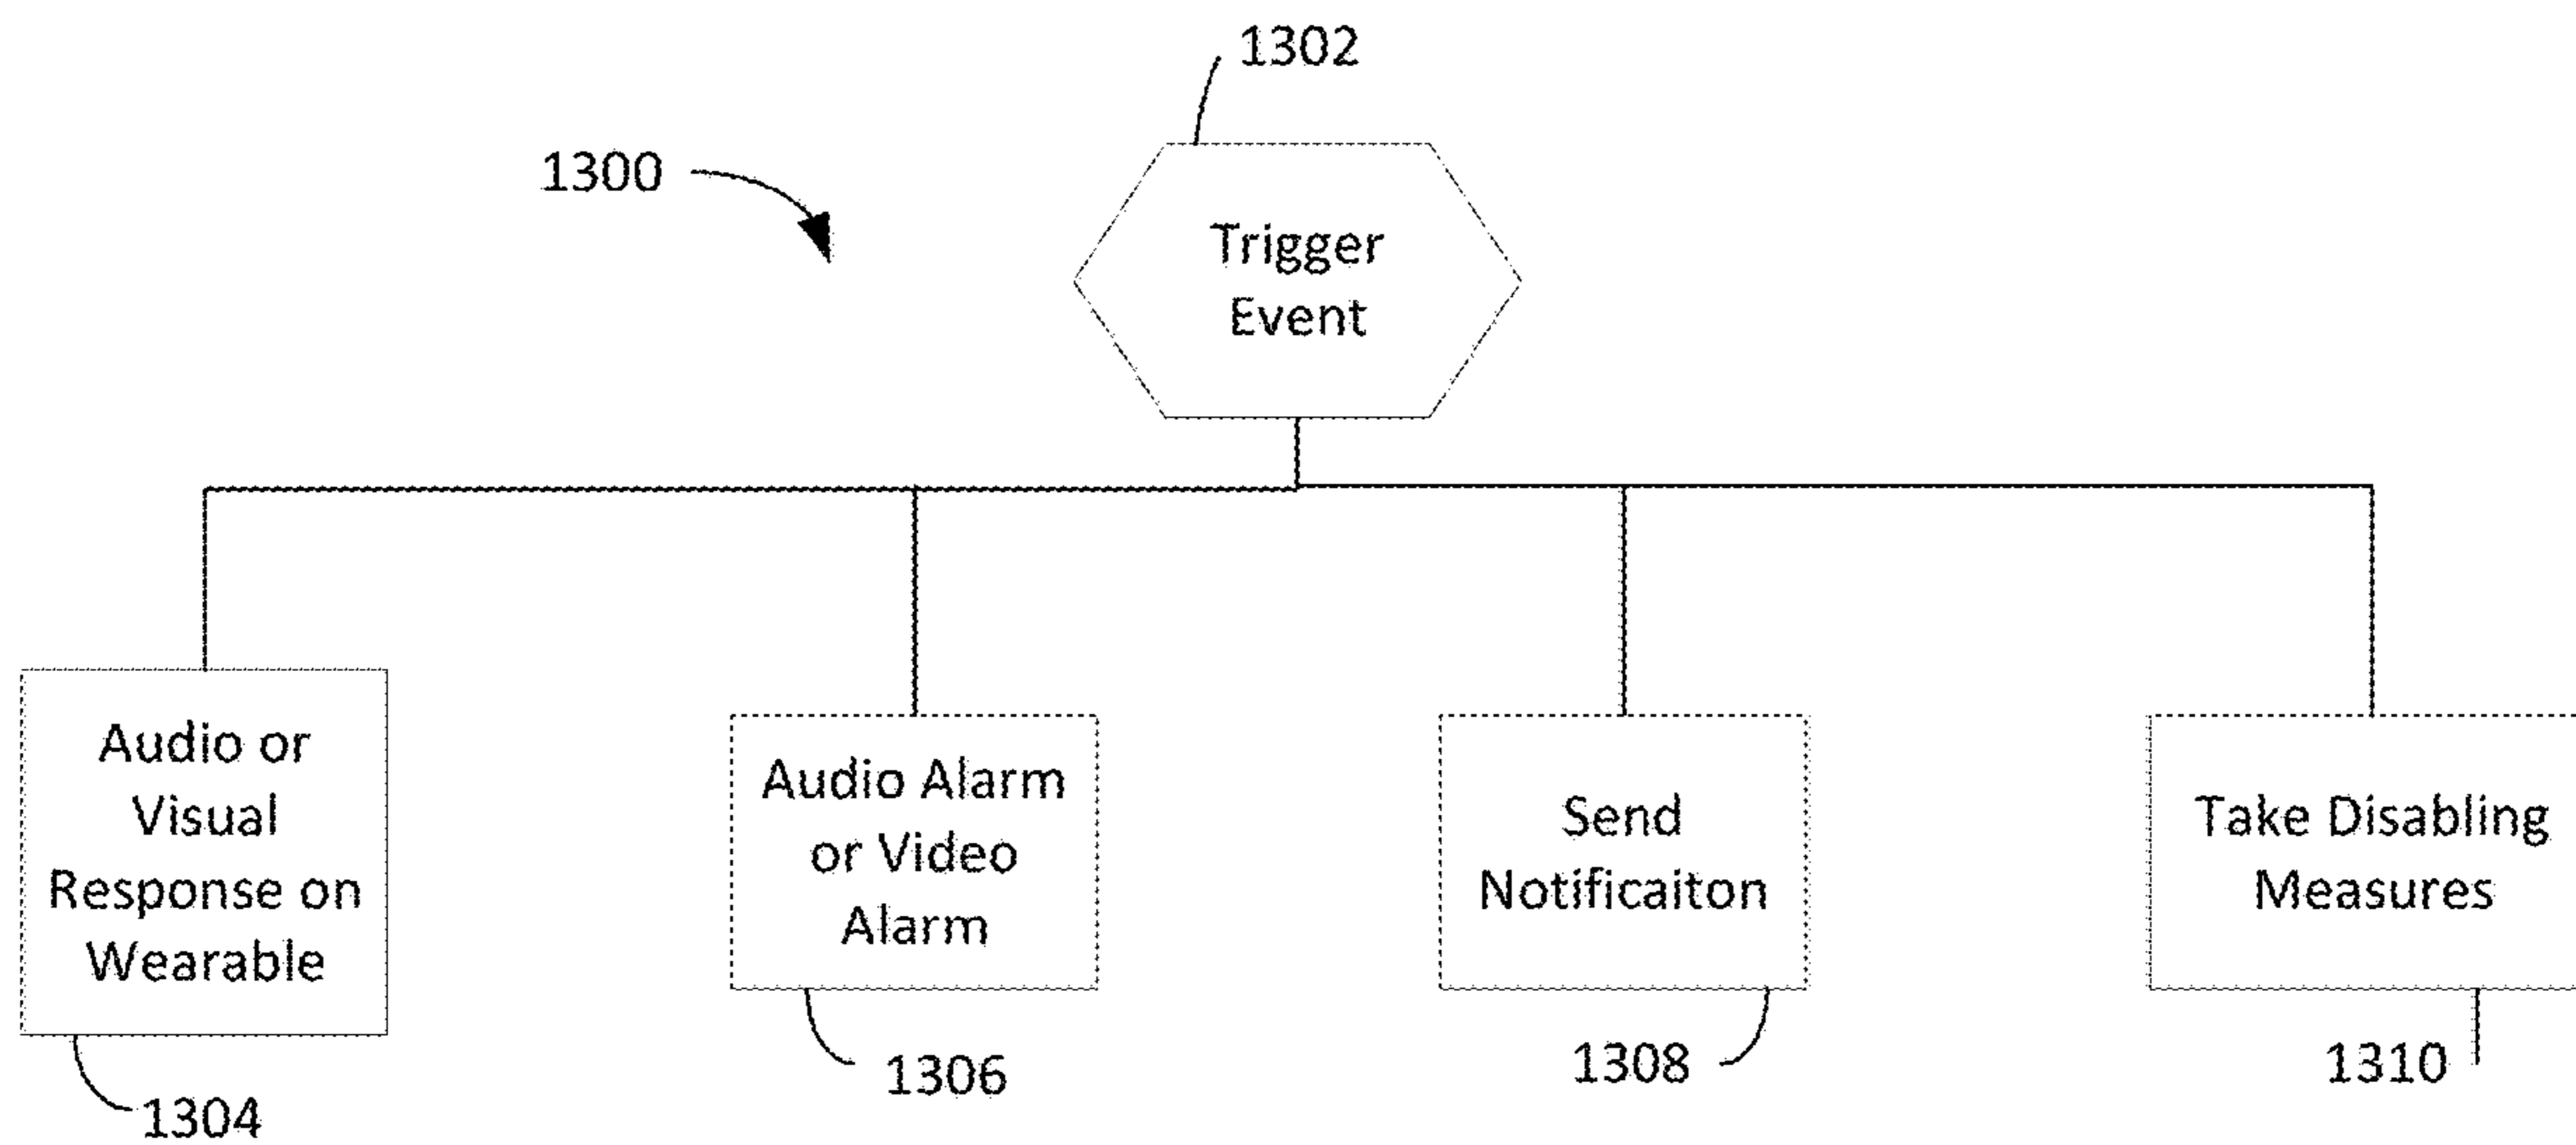 1302
1300
Trigger
Event
Audio or
Visual
Response on
Wearable
Audio Alarm
or Video
Alarm
Send
Notificaiton
Take Disabling
Measures
1304
1306
1308
1310